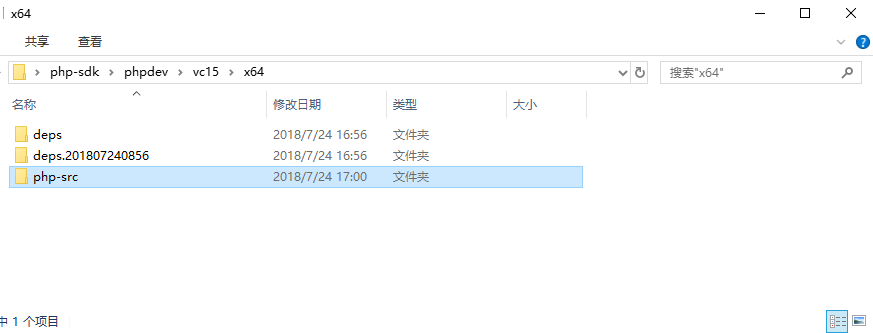 x64
共享 查看
php-sdk phpdev vc15 x64 搜索"x64"
名称 修改日期 类型 大小
deps 2018/7/24 16:56 文件夹
deps.201807240856 2018/7/24 16:56 文件夹
php-src 2018/7/24 17:00 文件夹
中 1 个项目